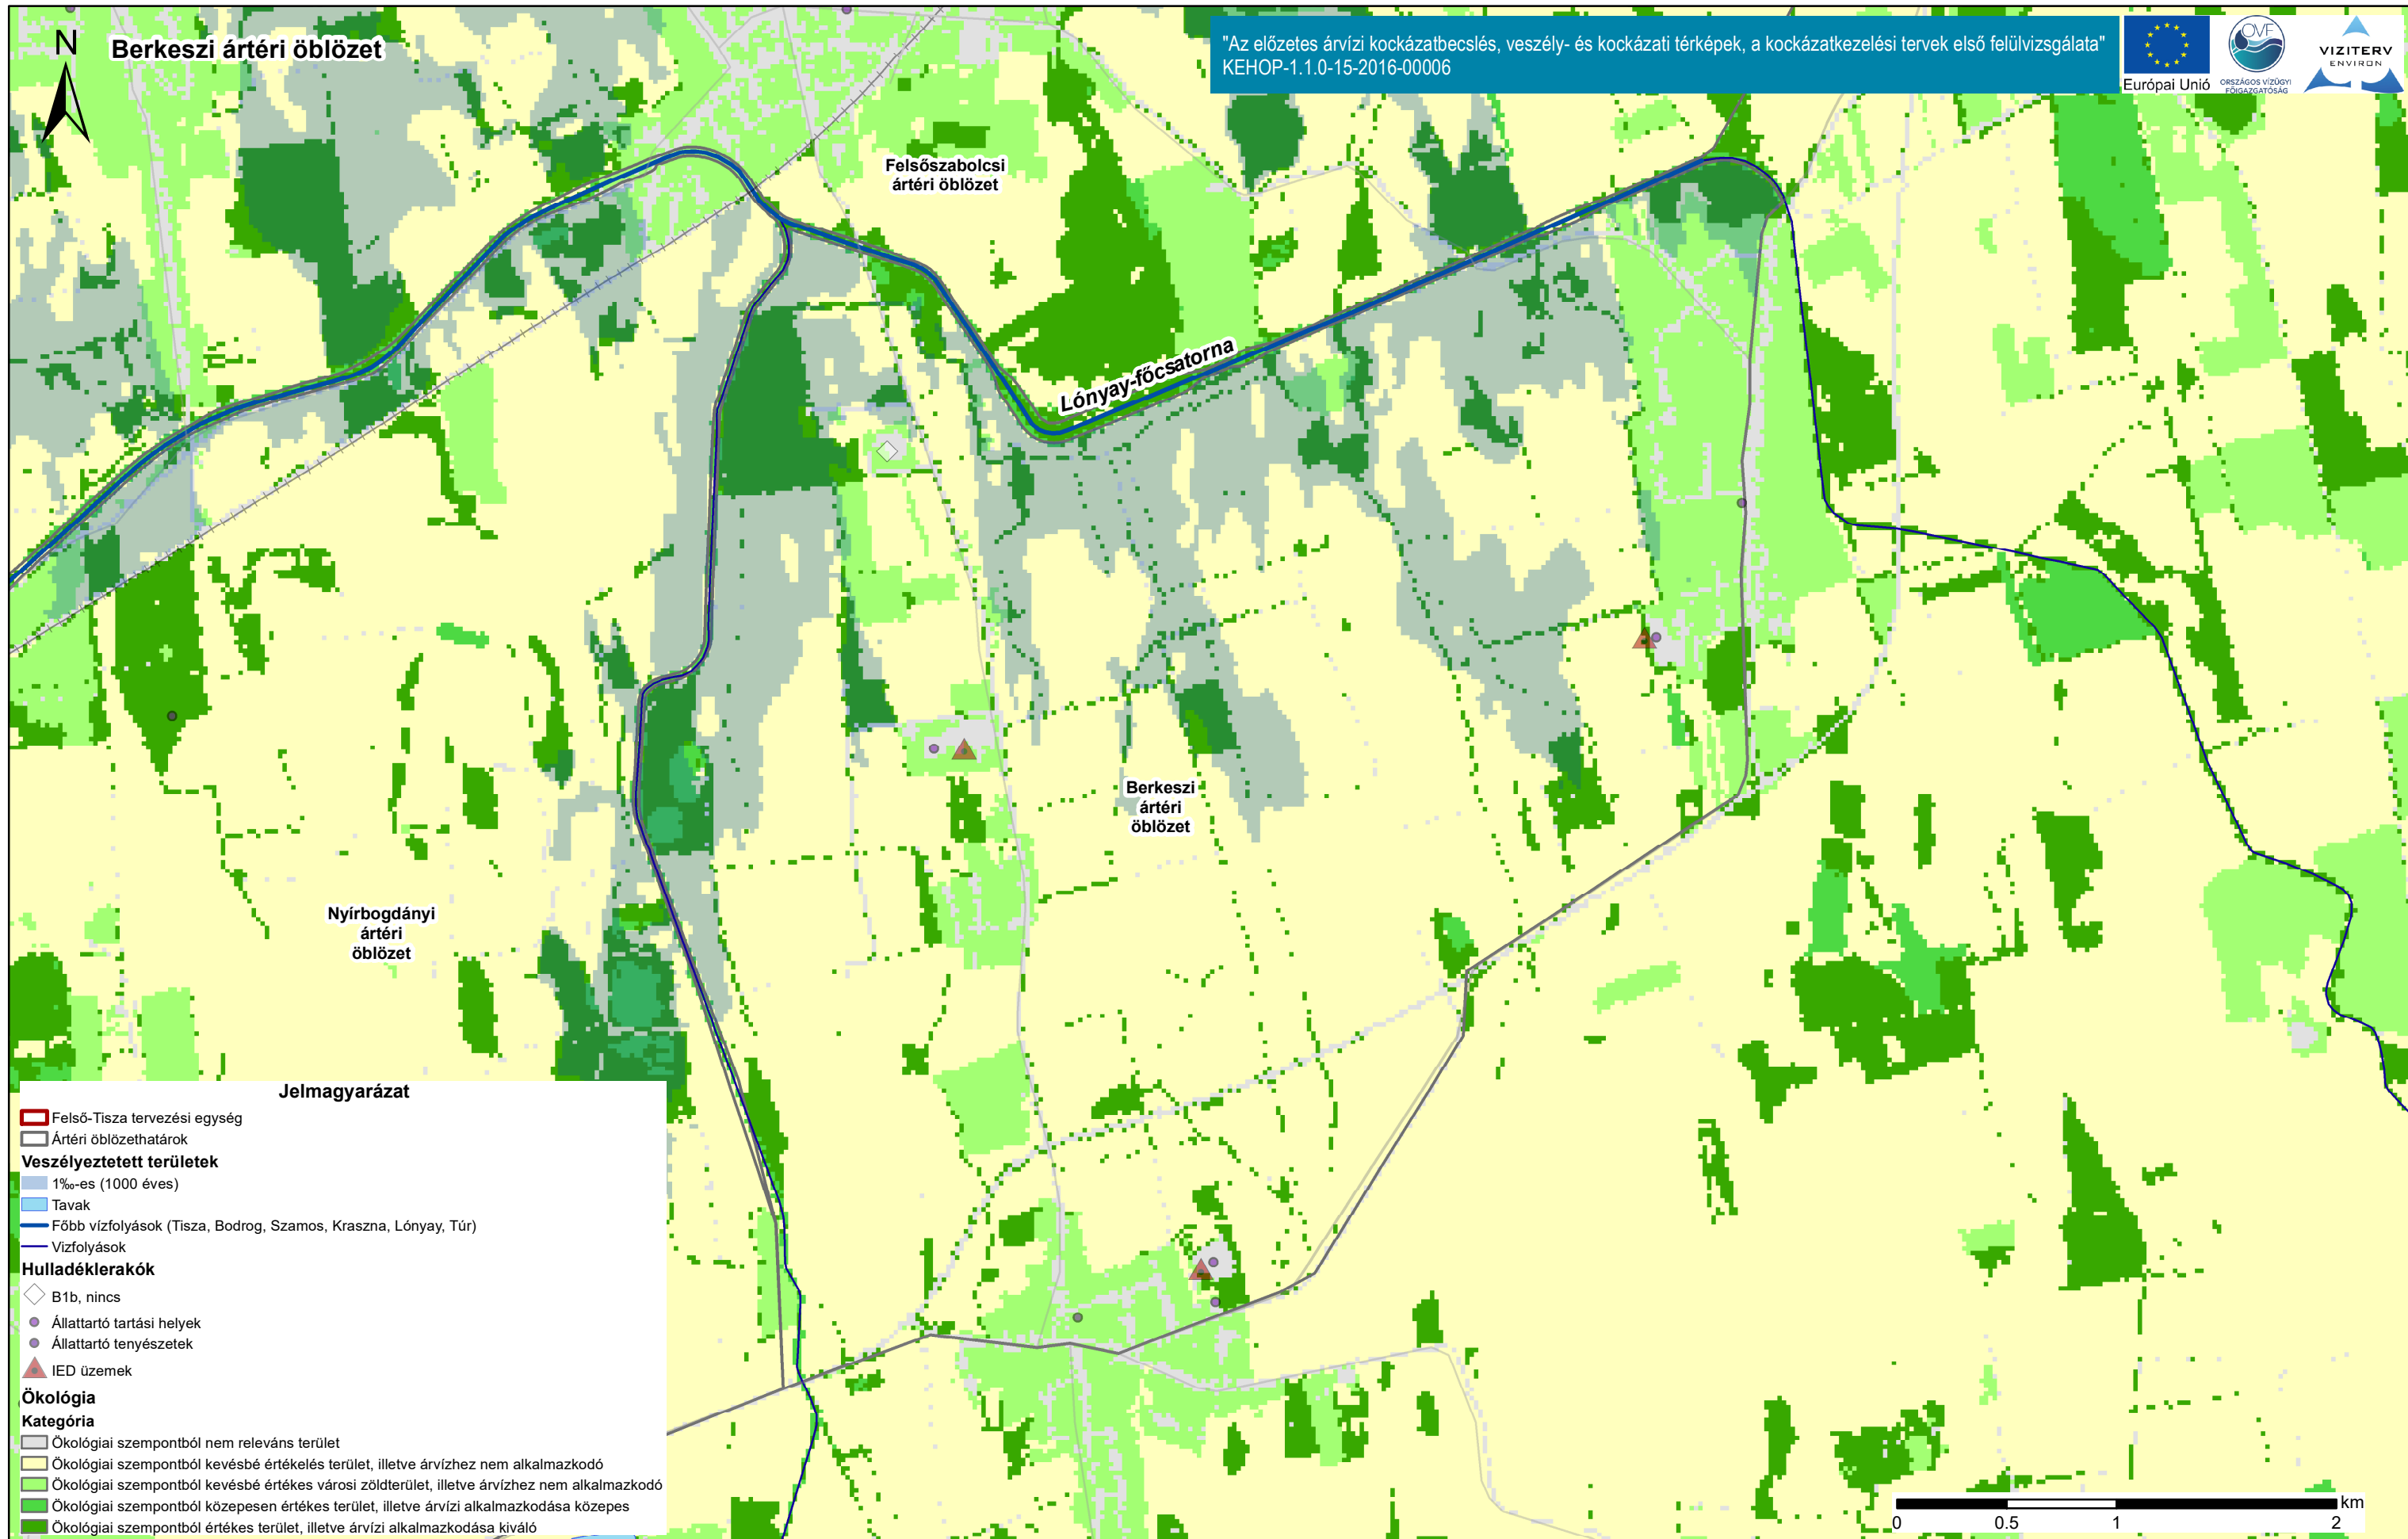 N
Berkeszi ártéri öblözet
"Az előzetes árvízi kockázatbecslés, veszély- és kockázati térképek, a kockázatkezelési tervek első felülvizsgálata"
KEHOP-1.1.0-15-2016-00006
Európai Unió
OVF
ORSZÁGOS VÍZÜGYI
FŐIGAZGATÓSÁG
VIZITERV
ENVIRON
Felsőszabolcsi
ártéri öblözet
Lónyay-főcsatorna
Berkeszi
ártéri
öblözet
Nyírbogdányi
ártéri
öblözet
Jelmagyarázat
Felső-Tisza tervezési egység
Ártéri öblözethatárok
Veszélyeztetett területek
1‰-es (1000 éves)
Tavak
Főbb vízfolyások (Tisza, Bodrog, Szamos, Kraszna, Lónyay, Túr)
Vizfolyások
Hulladéklerakók
B1b, nincs
Állattartó tartási helyek
Állattartó tenyészetek
IED üzemek
Ökológia
Kategória
Ökológiai szempontból nem releváns terület
Ökológiai szempontból kevésbé értékelés terület, illetve árvízhez nem alkalmazkodó
Ökológiai szempontból kevésbé értékes városi zöldterület, illetve árvízhez nem alkalmazkodó
Ökológiai szempontból közepesen értékes terület, illetve árvízi alkalmazkodása közepes
Ökológiai szempontból értékes terület, illetve árvízi alkalmazkodása kiváló
km
0 0.5 1 2